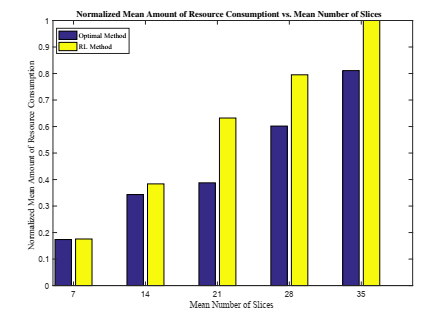 Normalized Mean Amount of Resource Consumptiont vs. Mean Number of Slices
Optimal Method
RL Method
Normalized Mean Amount of Resource Consumption
1
0.9
0.8
0.7
0.6
0.5
0.4
0.3
0.2
0.1
0
7 14 21 28 35
Mean Number of Slices